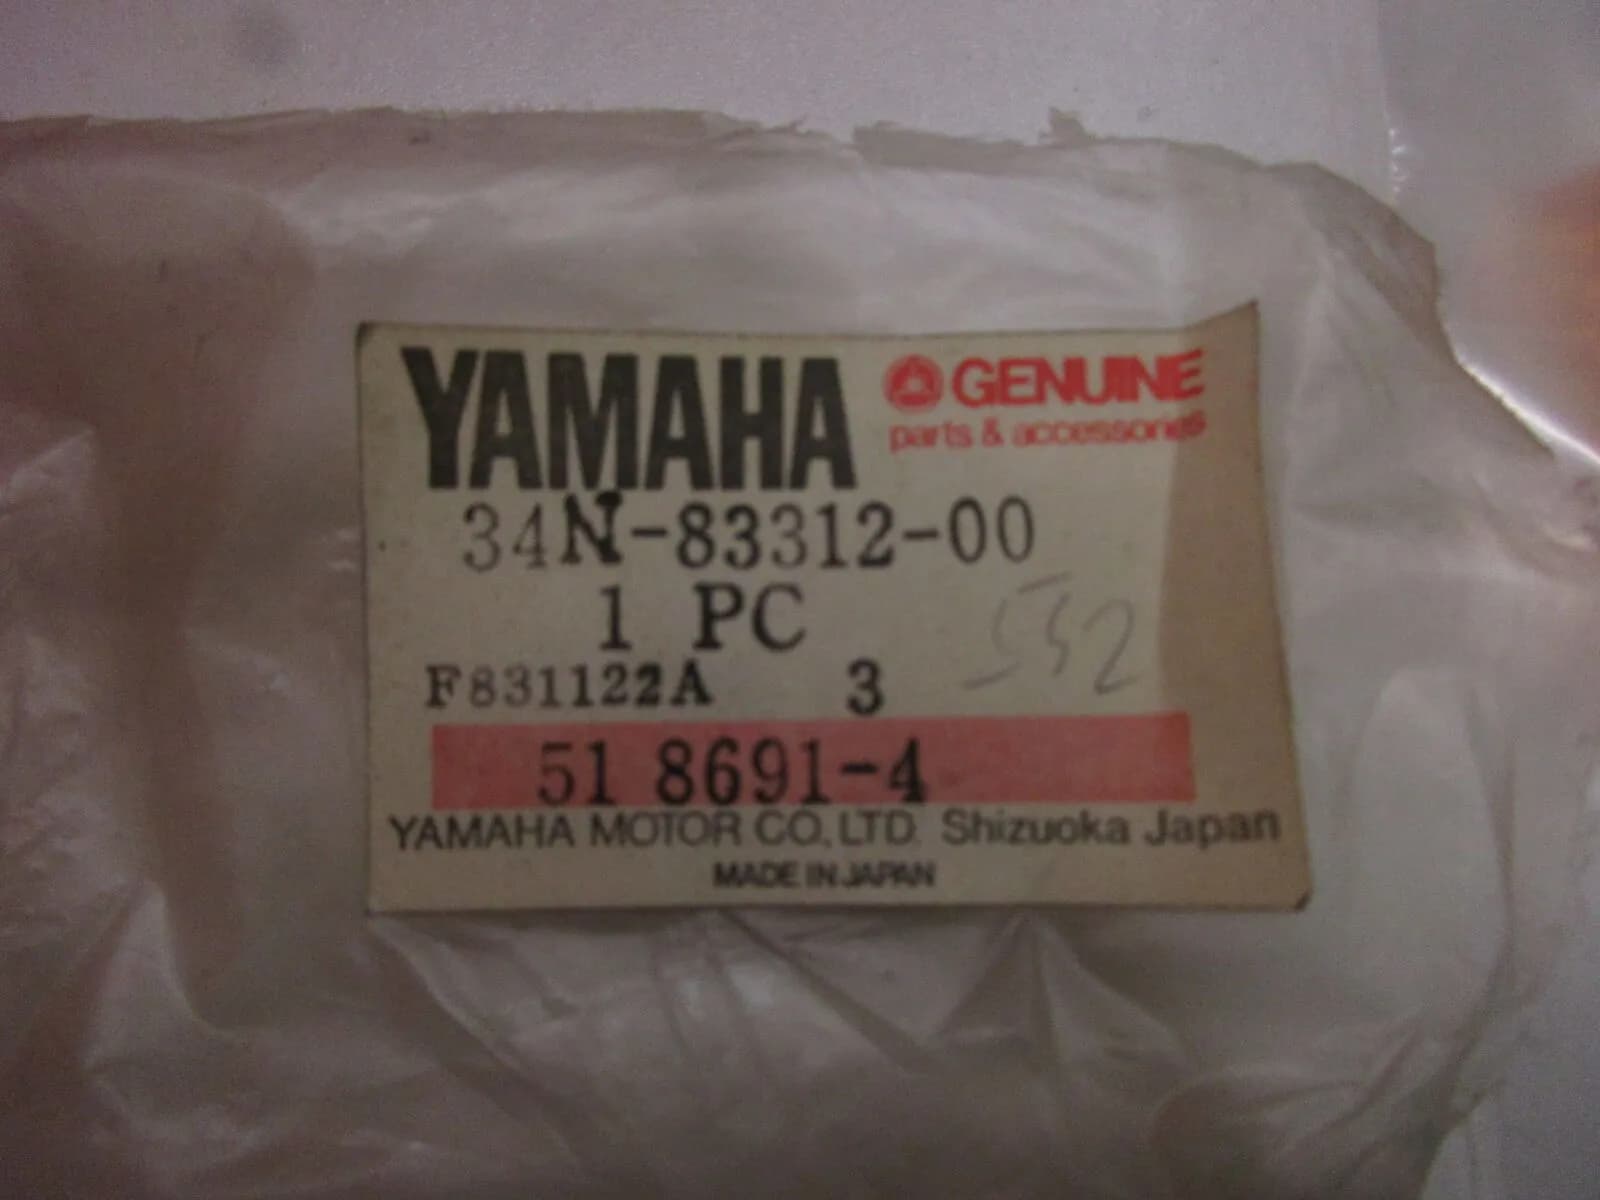 YAMAHA GENUINE
parts & accessories
34N-83312-00
1 PC
552
F831122A 3
51 8691-4
YAMAHA MOTOR CO., LTD. Shizuoka Japan
MADE IN JAPAN